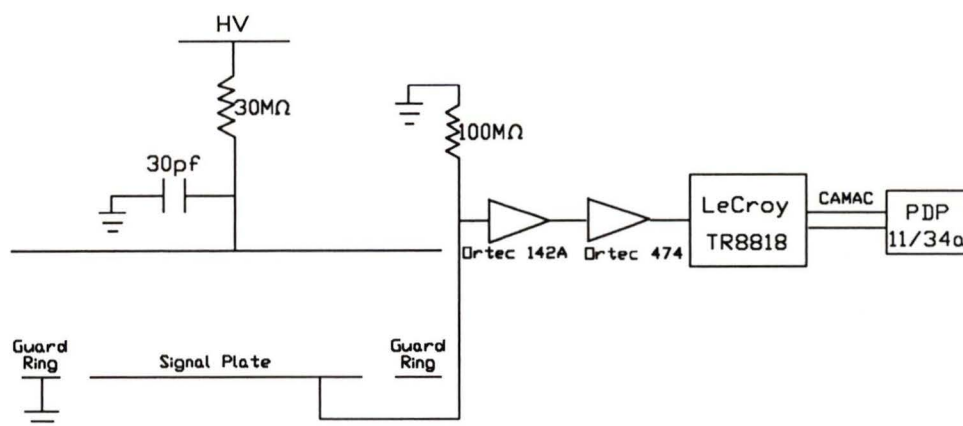 HV
30MΩ
30pf
100MΩ
Ortec 142A
Ortec 474
LeCroy
TR8818
CAMAC
PDP
11/34a
Guard
Ring
Signal Plate
Guard
Ring